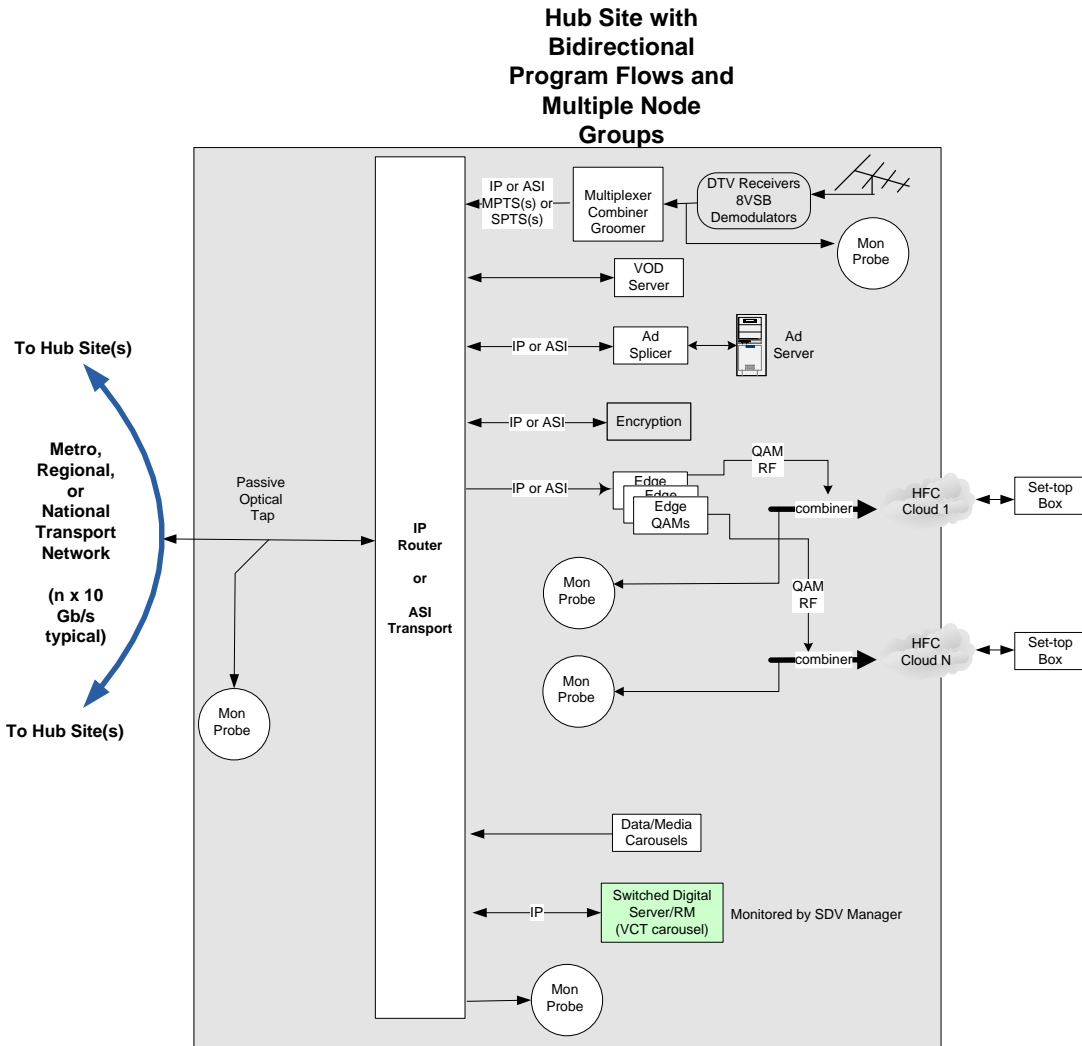 Hub Site with
Bidirectional
Program Flows and
Multiple Node
Groups
IP or ASI
MPTS(s) or
SPTS(s)
Multiplexer
Combiner
Groomer
DTV Receivers
8VSB
Demodulators
Mon
Probe
VOD
Server
IP or ASI
Ad
Splicer
Ad
Server
IP or ASI
Encryption
IP or ASI
Edge
Edge
Edge
QAMs
QAM
RF
combiner
HFC
Cloud 1
Set-top
Box
Mon
Probe
QAM
RF
combiner
HFC
Cloud N
Set-top
Box
Mon
Probe
To Hub Site(s)
Metro,
Regional,
or
National
Transport
Network
(n x 10
Gb/s
typical)
To Hub Site(s)
Passive
Optical
Tap
Mon
Probe
IP
Router
or
ASI
Transport
Data/Media
Carousels
IP
Switched Digital
Server/RM
(VCT carousel)
Monitored by SDV Manager
Mon
Probe